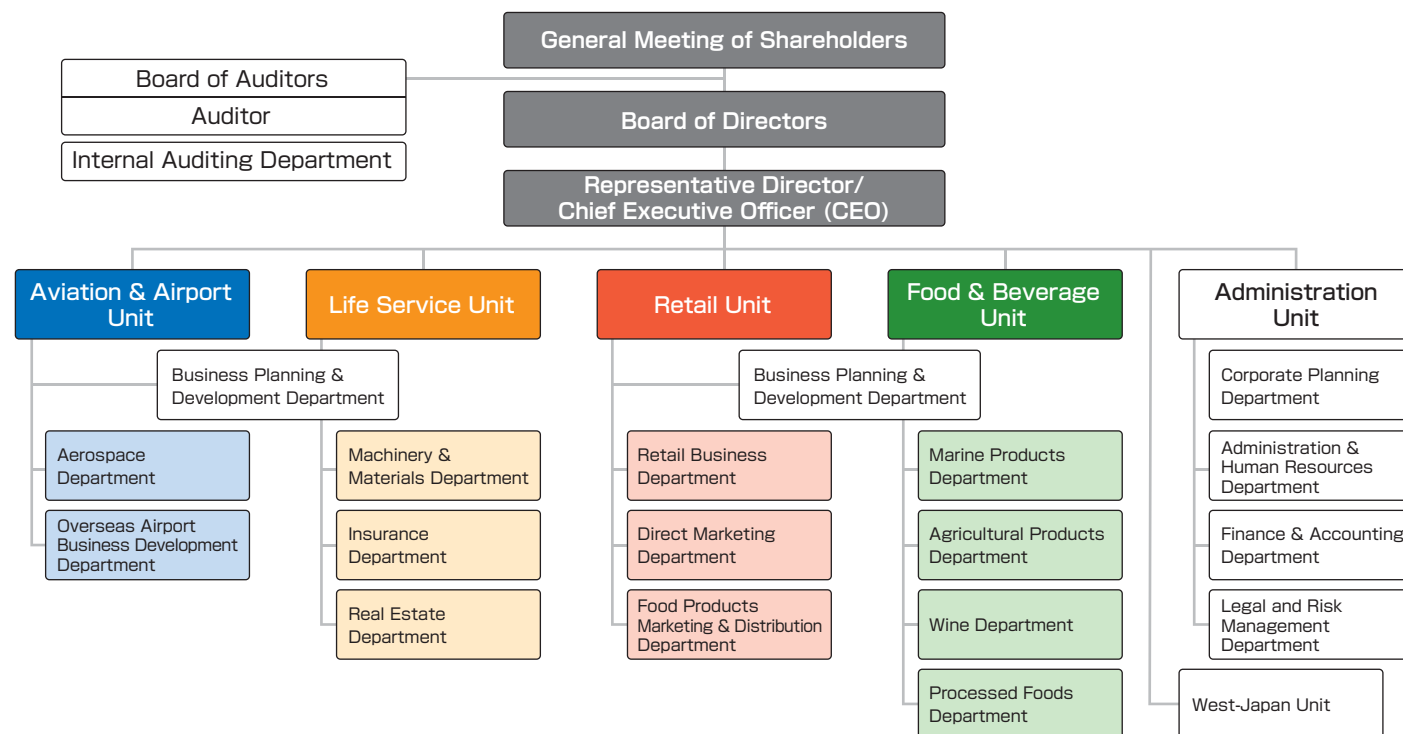 General Meeting of Shareholders
Board of Auditors
Auditor
Internal Auditing Department
Board of Directors
Representative Director/
Chief Executive Officer (CEO)
Aviation & Airport
Unit
Life Service Unit
Retail Unit
Food & Beverage
Unit
Administration
Unit
Business Planning &
Development Department
Business Planning &
Development Department
Corporate Planning
Department
Aerospace
Department
Machinery &
Materials Department
Retail Business
Department
Marine Products
Department
Administration &
Human Resources
Department
Overseas Airport
Business Development
Department
Insurance
Department
Direct Marketing
Department
Agricultural Products
Department
Finance & Accounting
Department
Real Estate
Department
Food Products
Marketing & Distribution
Department
Wine Department
Legal and Risk
Management
Department
Processed Foods
Department
West-Japan Unit